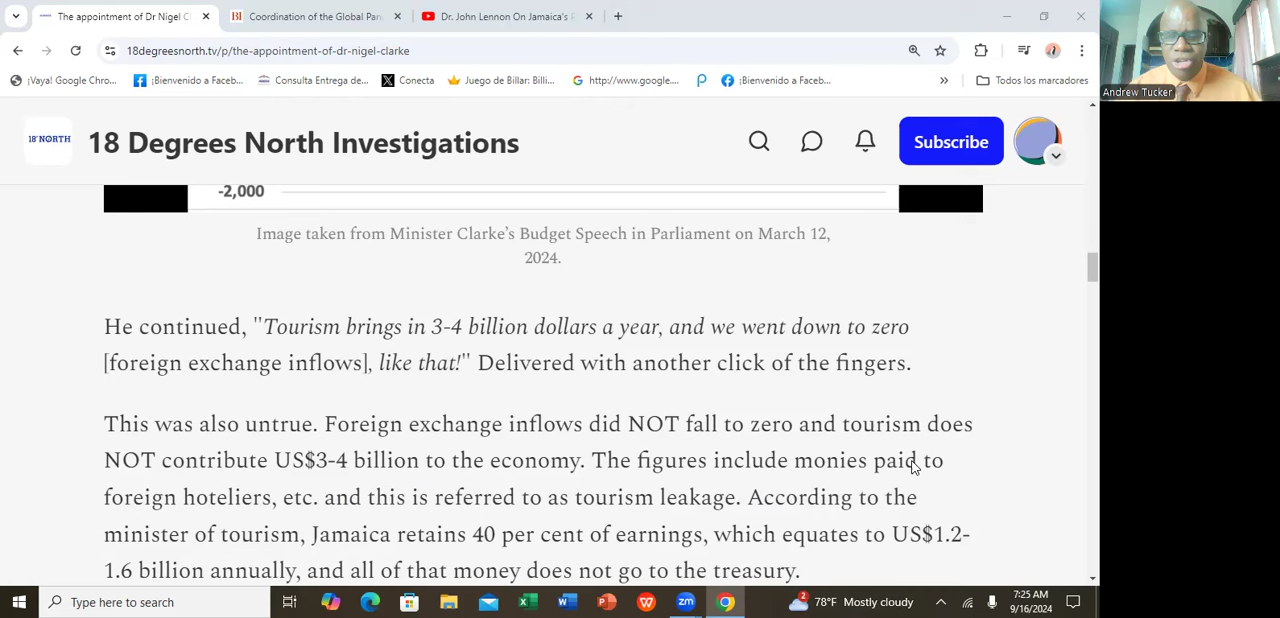 The appointment of Dr Nigel C
Coordination of the Global Pan
Dr. John Lennon On Jamaica's
18degreesnorth.tv/p/the-appointment-of-dr-nigel-clarke
¡Vaya! Google Chro...
¡Bienvenido a Faceb...
Consulta Entrega de...
Conecta
Juego de Billar: Billi...
http://www.google....
¡Bienvenido a Faceb...
»
Todos los marcadores
Andrew Tucker
18° NORTH
18 Degrees North Investigations
Subscribe
-2,000
Image taken from Minister Clarke's Budget Speech in Parliament on March 12,
2024.
He continued, "Tourism brings in 3-4 billion dollars a year, and we went down to zero
[foreign exchange inflows], like that!" Delivered with another click of the fingers.
This was also untrue. Foreign exchange inflows did NOT fall to zero and tourism does
NOT contribute US$3-4 billion to the economy. The figures include monies paid to
foreign hoteliers, etc. and this is referred to as tourism leakage. According to the
minister of tourism, Jamaica retains 40 per cent of earnings, which equates to US$1.2-
1.6 billion annually, and all of that money does not go to the treasury.
Type here to search
zm
2
78°F Mostly cloudy
7:25 AM
9/16/2024